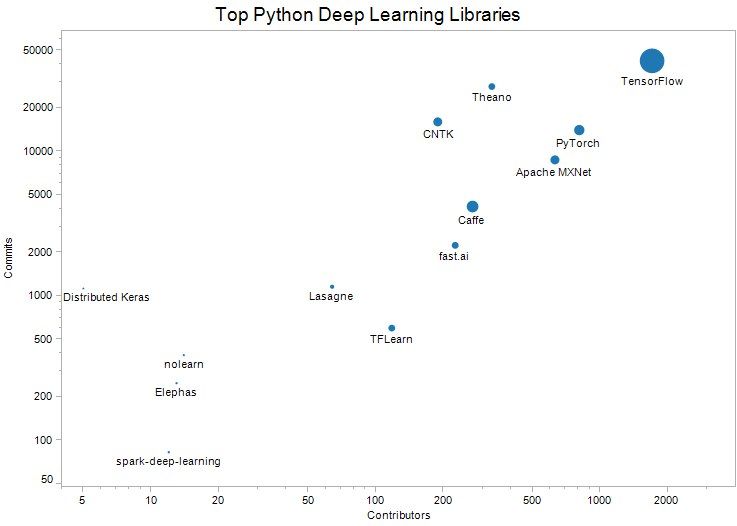 Top Python Deep Learning Libraries
50000
TensorFlow
Theano
20000
CNTK
PyTorch
10000
Apache MXNet
5000
Caffe
2000
fast.ai
Commits
1000
Distributed Keras
Lasagne
500
TFLearn
nolearn
200
Elephas
100
spark-deep-learning
50
5 10 20 50 100 200 500 1000 2000
Contributors